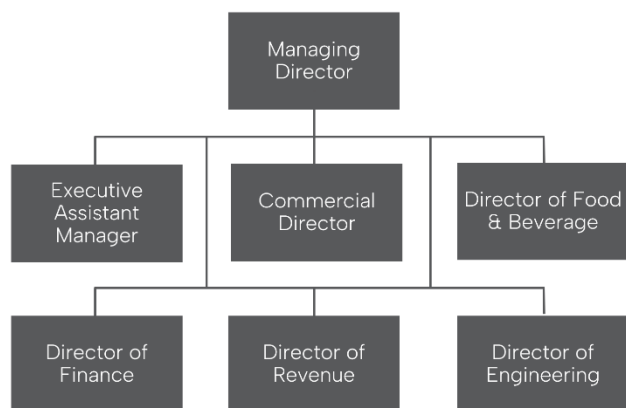 Managing
Director
Executive
Assistant
Manager
Commercial
Director
Director of Food
& Beverage
Director of
Finance
Director of
Revenue
Director of
Engineering